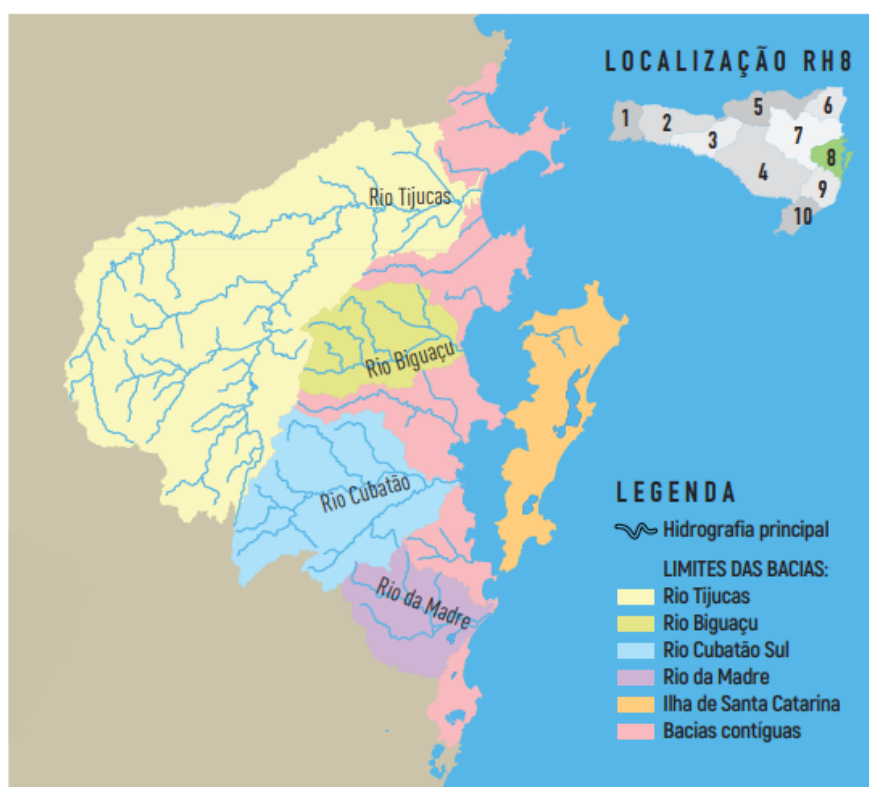 LOCALIZAÇÃO RH8
1
2
3
4
5
6
7
8
9
10
Rio Tijucas
Rio Biguaçu
Rio Cubatão
Rio da Madre
LEGENDA
Hidrografia principal
LIMITES DAS BACIAS:
Rio Tijucas
Rio Biguaçu
Rio Cubatão Sul
Rio da Madre
Ilha de Santa Catarina
Bacias contíguas